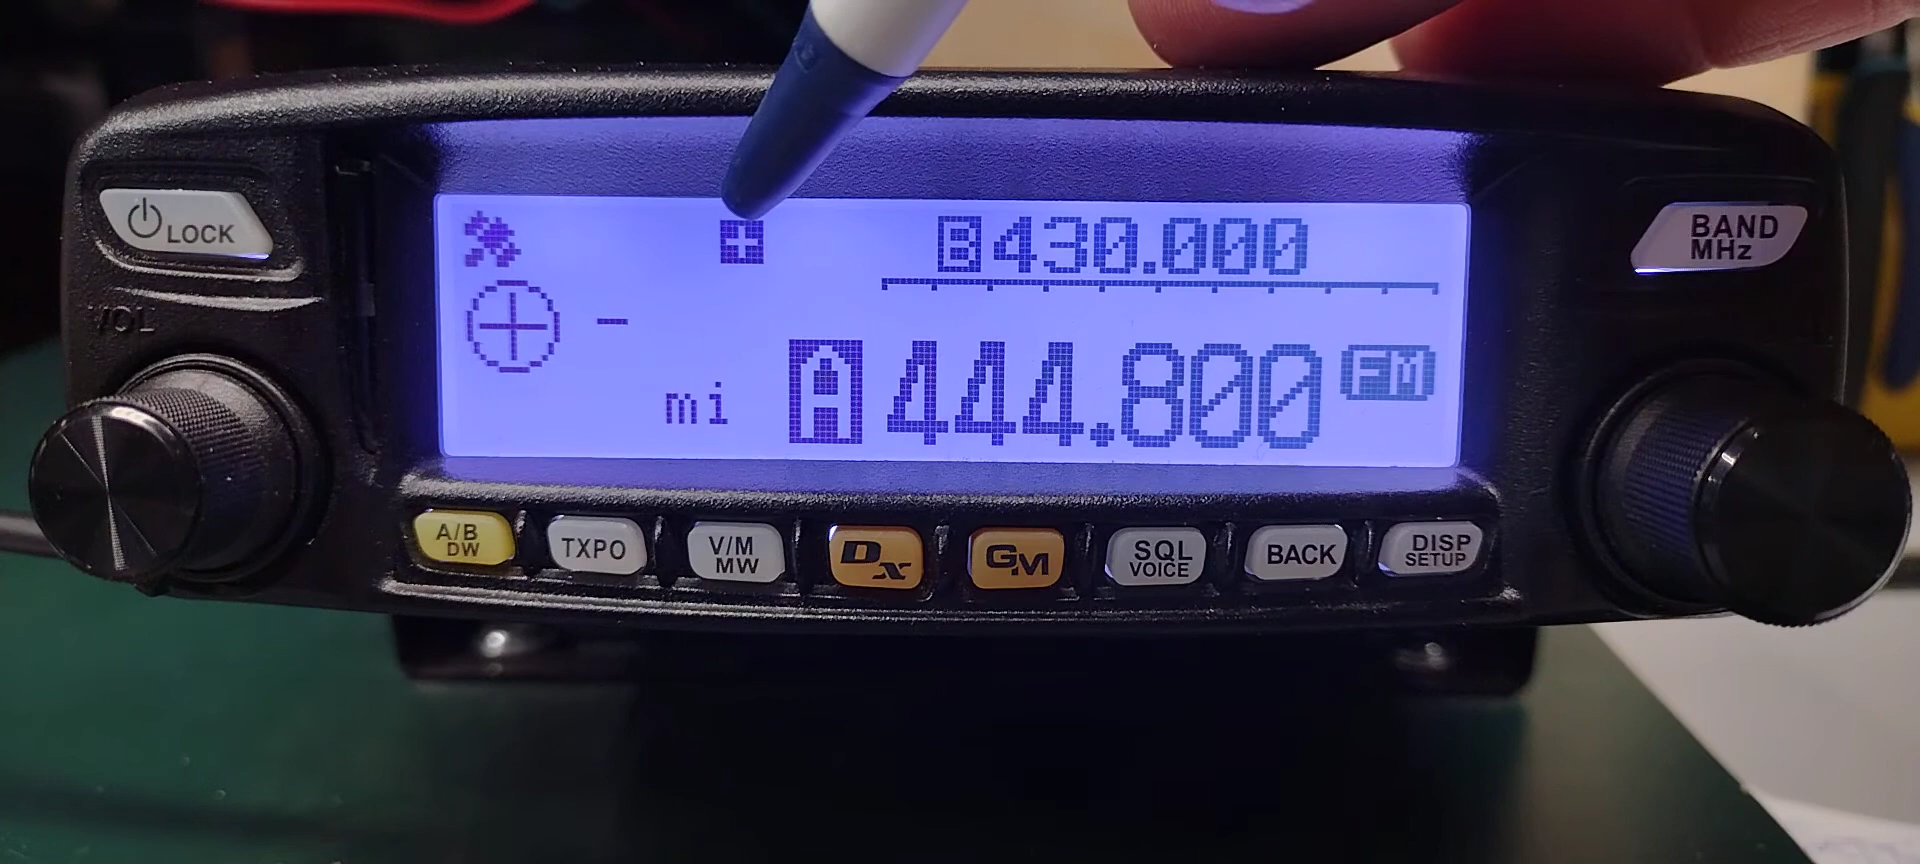 LOCK
VOL
+
B430.000
-
mi
A444.800 FM
BAND
MHz
A/B
DW
TXPO
V/M
MW
Dx
GM
SQL
VOICE
BACK
DISP
SETUP